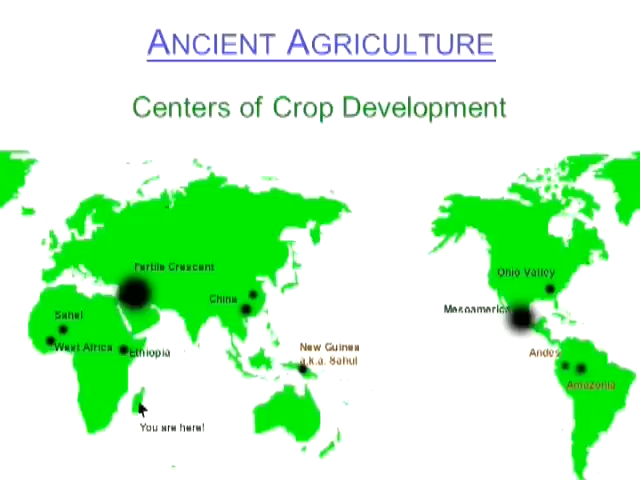 ANCIENT AGRICULTURE
Centers of Crop Development
Fertile Crescent
Ohio Valley
China
Mesoamerica
Sahel
West Africa
Ethiopia
New Guinea
a.k.a. Sahul
Andes
Amazonia
You are here!